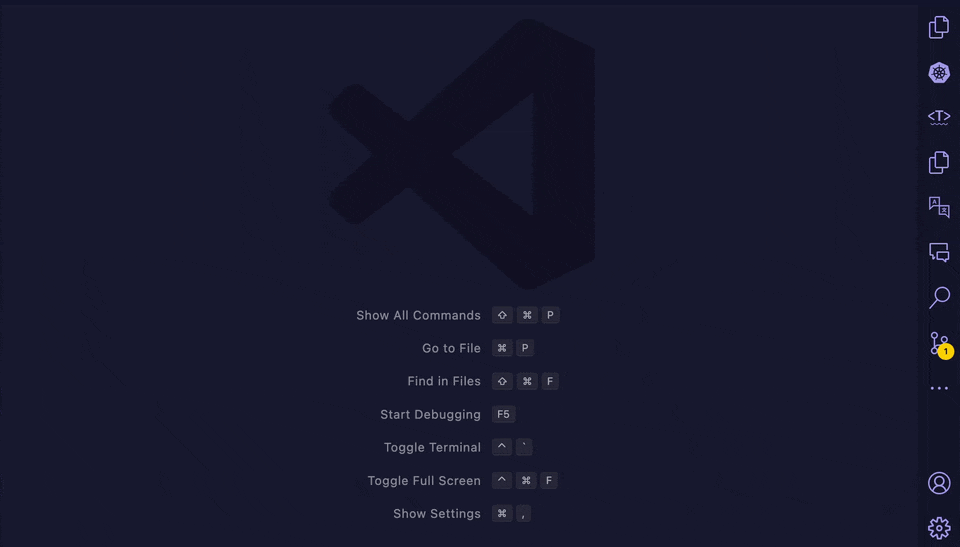 Show All Commands ⇧ ⌘ P
Go to File ⌘ P
Find in Files ⇧ ⌘ F
Start Debugging F5
Toggle Terminal ^ `
Toggle Full Screen ^ ⌘ F
Show Settings ⌘ ,
<T>
A 文
1